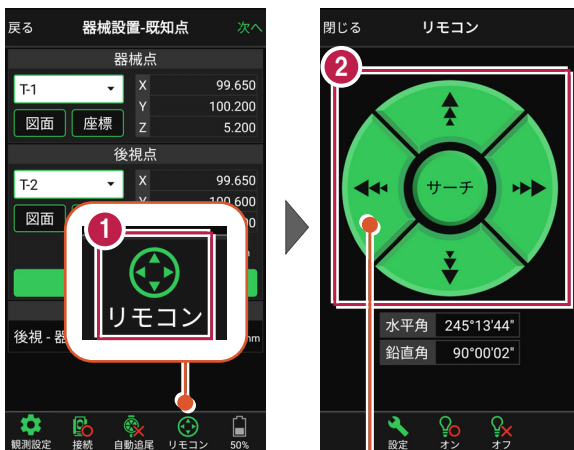 戻る 器械設置-既知点 次へ
器械点
T-1
X 99.650
Y 100.200
Z 5.200
図面 座標
後視点
T-2
X 99.650
Y 100.600
図面
00
1
リモコン
後視 - 器
観測設定 接続 自動追尾 リモコン 50%
閉じる リモコン
2
サーチ
水平角 245°13'44"
鉛直角 90°00'02"
設定 オン オフ